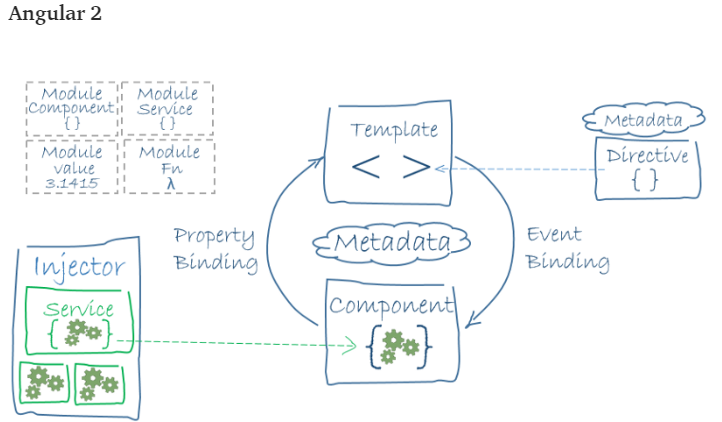 Angular 2
Module
Component
{ }
Module
Service
{ }
Module
value
3.1415
Module
Fn
λ
Template
< >
Metadata
Directive
{ }
Property
Binding
Metadata
Event
Binding
Injector
Service
{ }
Component
{ }